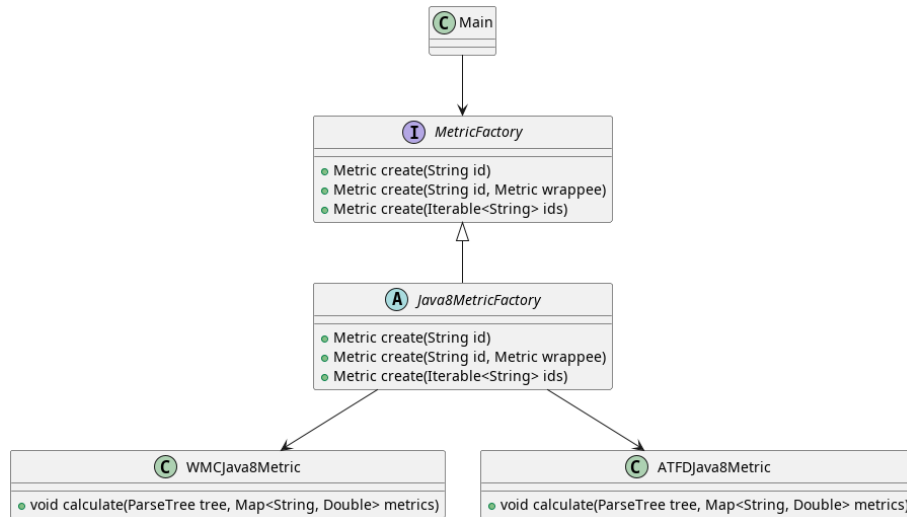 C Main
I MetricFactory
Metric create(String id)
Metric create(String id, Metric wrappee)
Metric create(Iterable<String> ids)
A Java8MetricFactory
Metric create(String id)
Metric create(String id, Metric wrappee)
Metric create(Iterable<String> ids)
C WMCJava8Metric
void calculate(ParseTree tree, Map<String, Double> metrics)
C ATFDJava8Metric
void calculate(ParseTree tree, Map<String, Double> metrics)